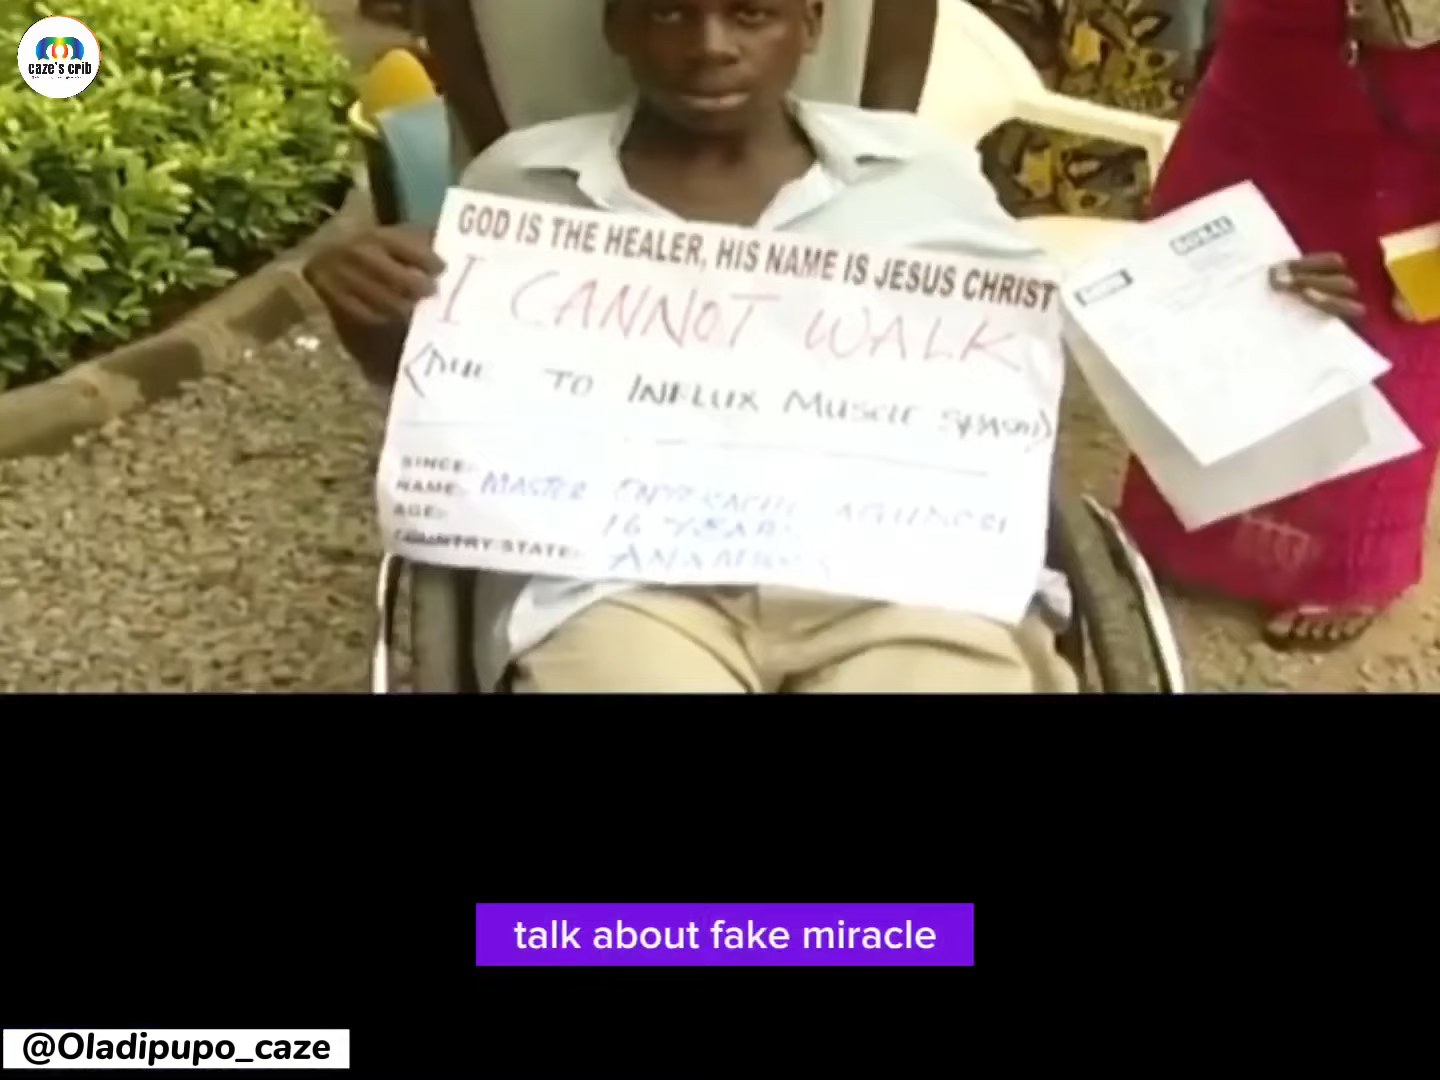 caze's crib
GOD IS THE HEALER, HIS NAME IS JESUS CHRIST
I CANNOT WALK
(DUE TO INFLUX MUSCLE
SINCE:
NAME: MASTER
AGE: 16 YEARS
COUNTRY/STATE: ANAMBRA
talk about fake miracle
@Oladipupo_caze